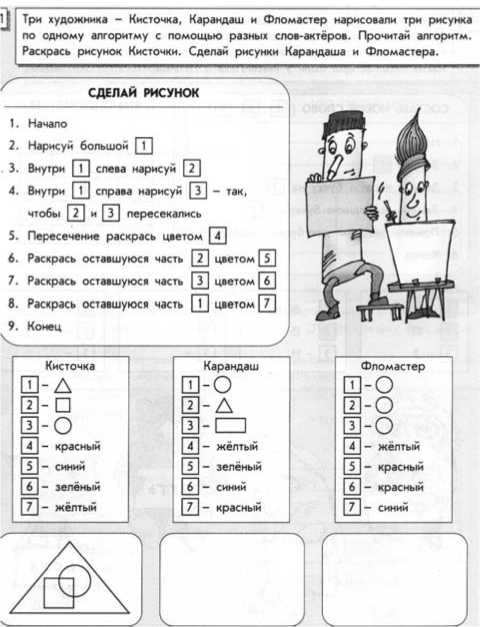 1
Три художника – Кисточка, Карандаш и Фломастер нарисовали три рисунка
по одному алгоритму с помощью разных слов-актёров. Прочитай алгоритм.
Раскрась рисунок Кисточки. Сделай рисунки Карандаша и Фломастера.
СДЕЛАЙ РИСУНОК
1. Начало
2. Нарисуй большой 1
3. Внутри 1 слева нарисуй 2
4. Внутри 1 справа нарисуй 3 – так,
чтобы 2 и 3 пересекались
5. Пересечение раскрась цветом 4
6. Раскрась оставшуюся часть 2 цветом 5
7. Раскрась оставшуюся часть 3 цветом 6
8. Раскрась оставшуюся часть 1 цветом 7
9. Конец
Кисточка
1 –
2 –
3 –
4 – красный
5 – синий
6 – зелёный
7 – жёлтый
Карандаш
1 –
2 –
3 –
4 – жёлтый
5 – зелёный
6 – синий
7 – красный
Фломастер
1 –
2 –
3 –
4 – жёлтый
5 – красный
6 – красный
7 – синий